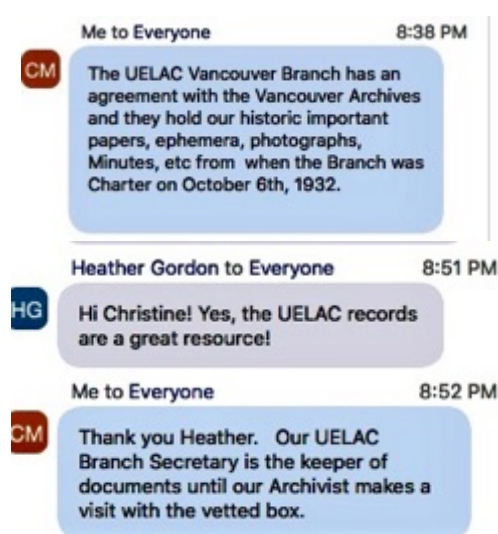 Me to Everyone 8:38 PM
CM
The UELAC Vancouver Branch has an
agreement with the Vancouver Archives
and they hold our historic important
papers, ephemera, photographs,
Minutes, etc from when the Branch was
Charter on October 6th, 1932.
Heather Gordon to Everyone 8:51 PM
HG
Hi Christine! Yes, the UELAC records
are a great resource!
Me to Everyone 8:52 PM
CM
Thank you Heather. Our UELAC
Branch Secretary is the keeper of
documents until our Archivist makes a
visit with the vetted box.